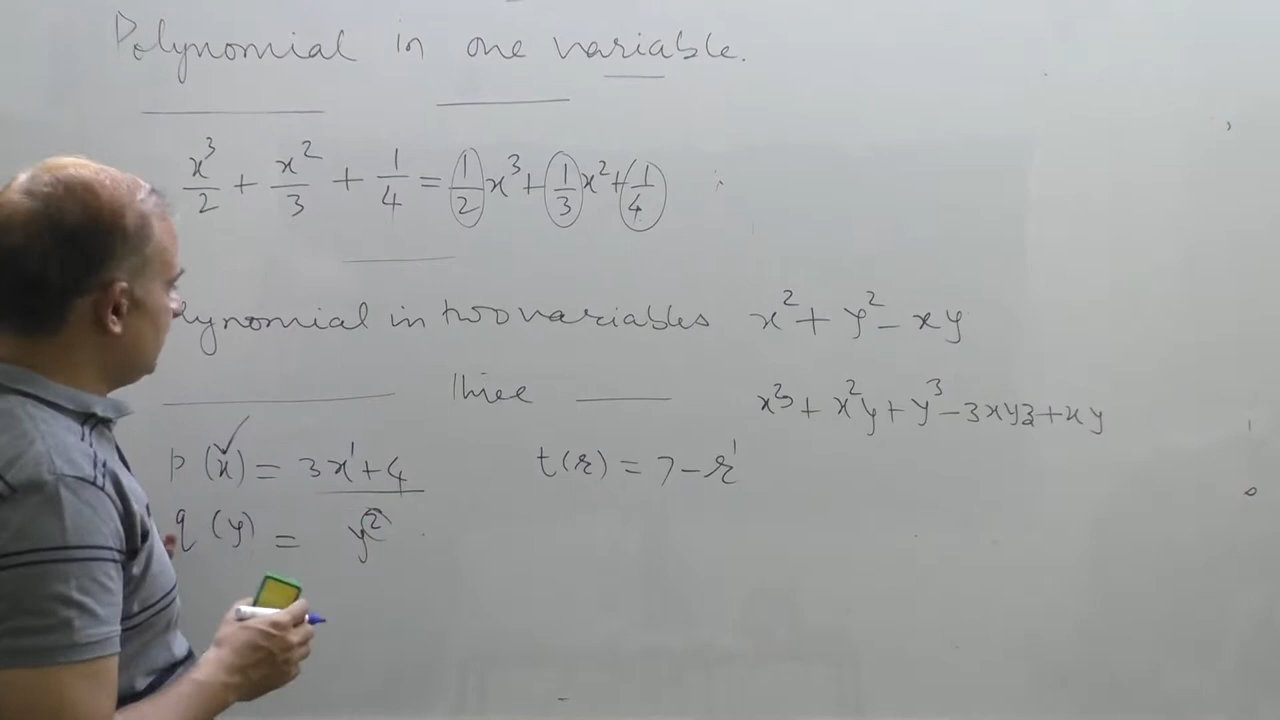 Polynomial in one variable.
x³/2 + x²/3 + 1/4 = 1/2 x³ + 1/3 x² + 1/4
lynomial in two variables x² + y² - xy
three x³ + x²y + y³ - 3xyz + xy
p(x) = 3x¹ + 4 t(r) = 7 - r¹
q(y) = y²